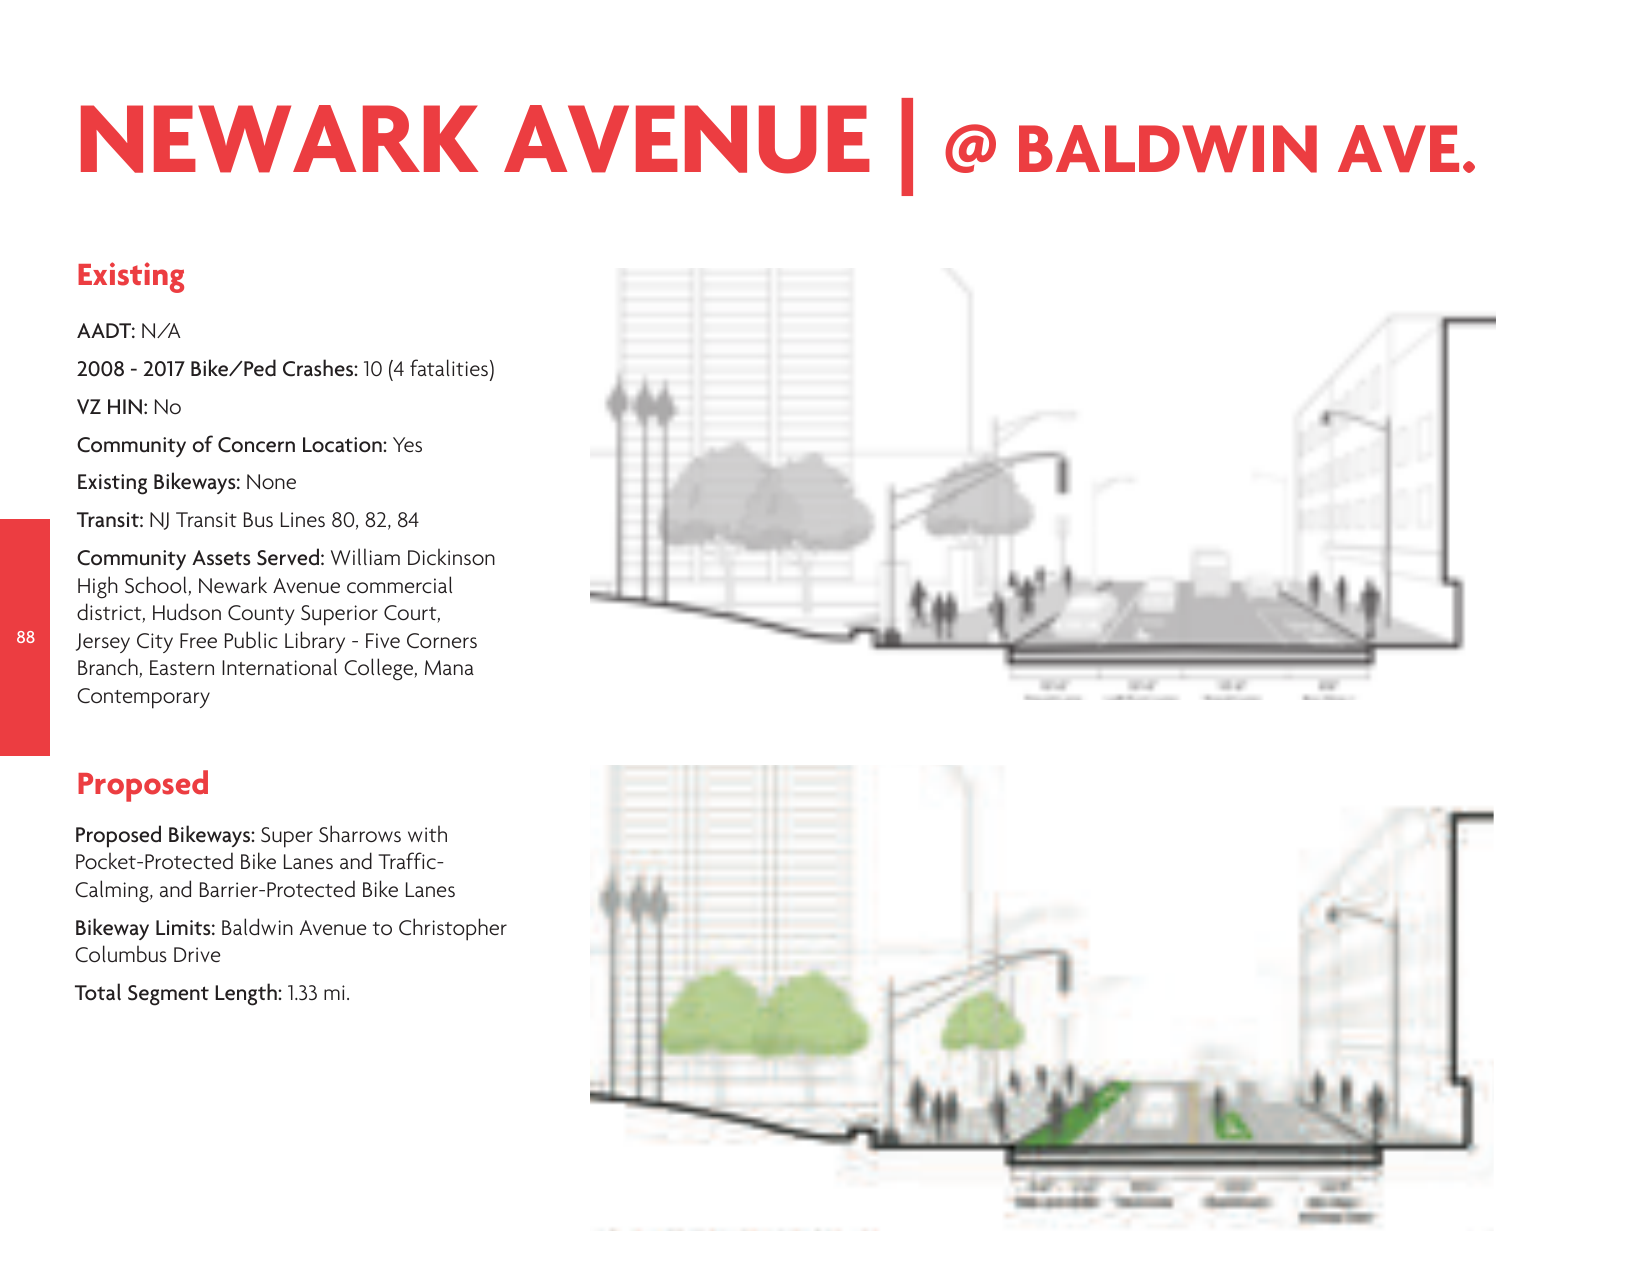 NEWARK AVENUE | @ BALDWIN AVE.
Existing
AADT: N/A
2008 - 2017 Bike/Ped Crashes: 10 (4 fatalities)
VZ HIN: No
Community of Concern Location: Yes
Existing Bikeways: None
Transit: NJ Transit Bus Lines 80, 82, 84
Community Assets Served: William Dickinson
High School, Newark Avenue commercial
district, Hudson County Superior Court,
Jersey City Free Public Library - Five Corners
Branch, Eastern International College, Mana
Contemporary
88
Proposed
Proposed Bikeways: Super Sharrows with
Pocket-Protected Bike Lanes and Traffic-
Calming, and Barrier-Protected Bike Lanes
Bikeway Limits: Baldwin Avenue to Christopher
Columbus Drive
Total Segment Length: 1.33 mi.